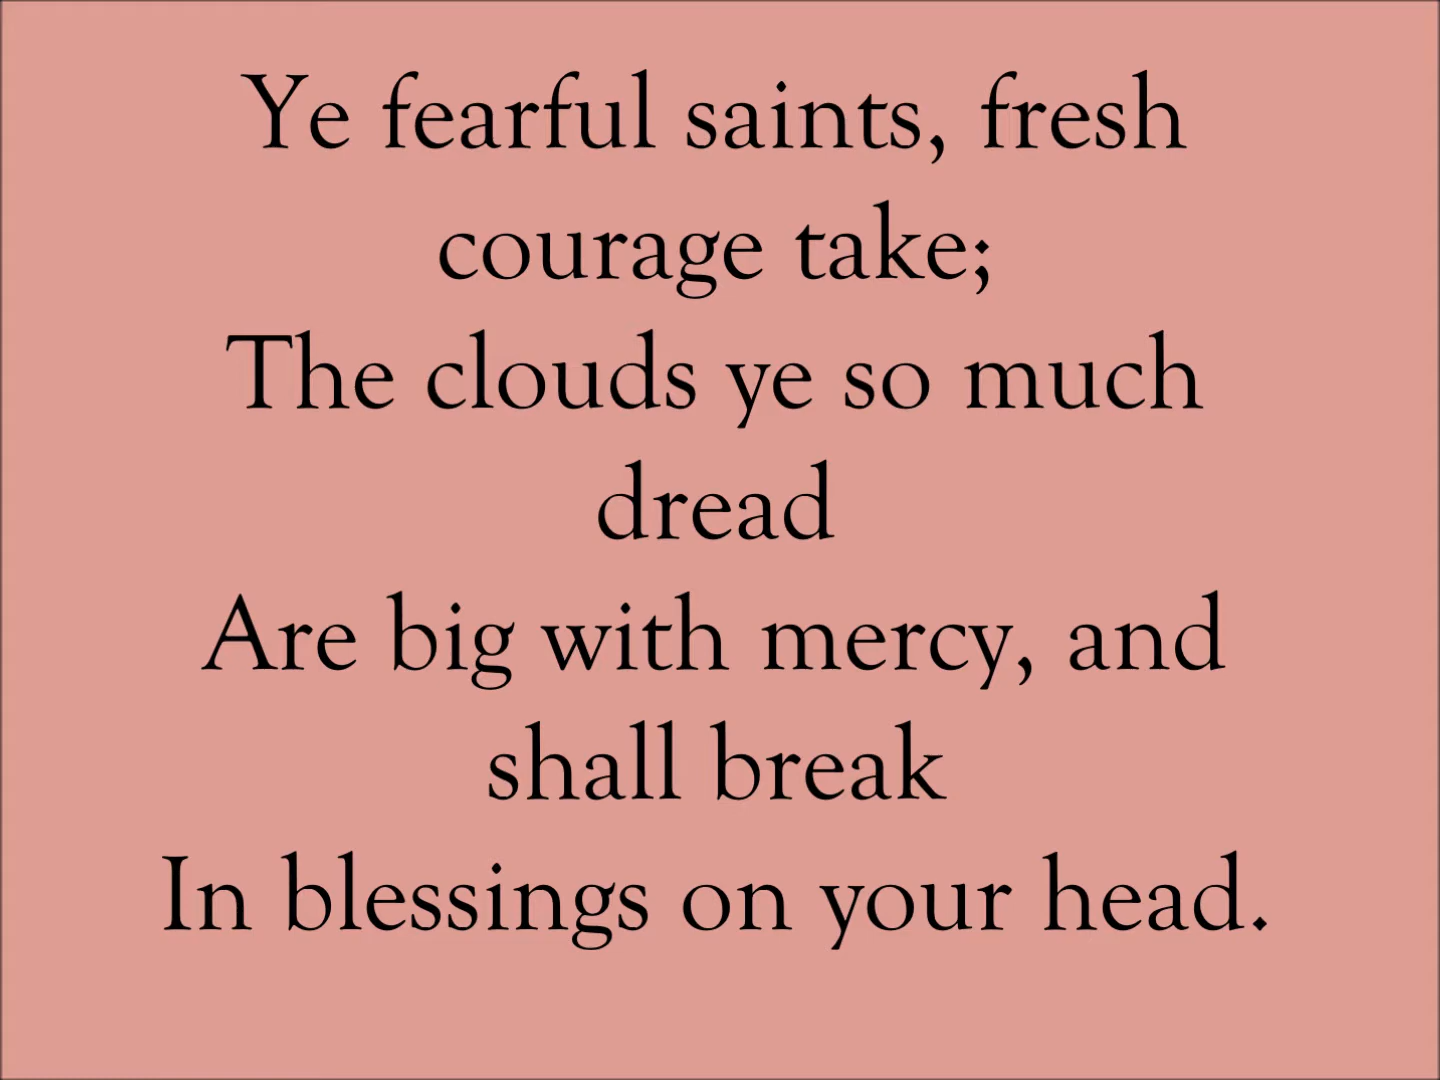 Ye fearful saints, fresh
courage take;
The clouds ye so much
dread
Are big with mercy, and
shall break
In blessings on your head.